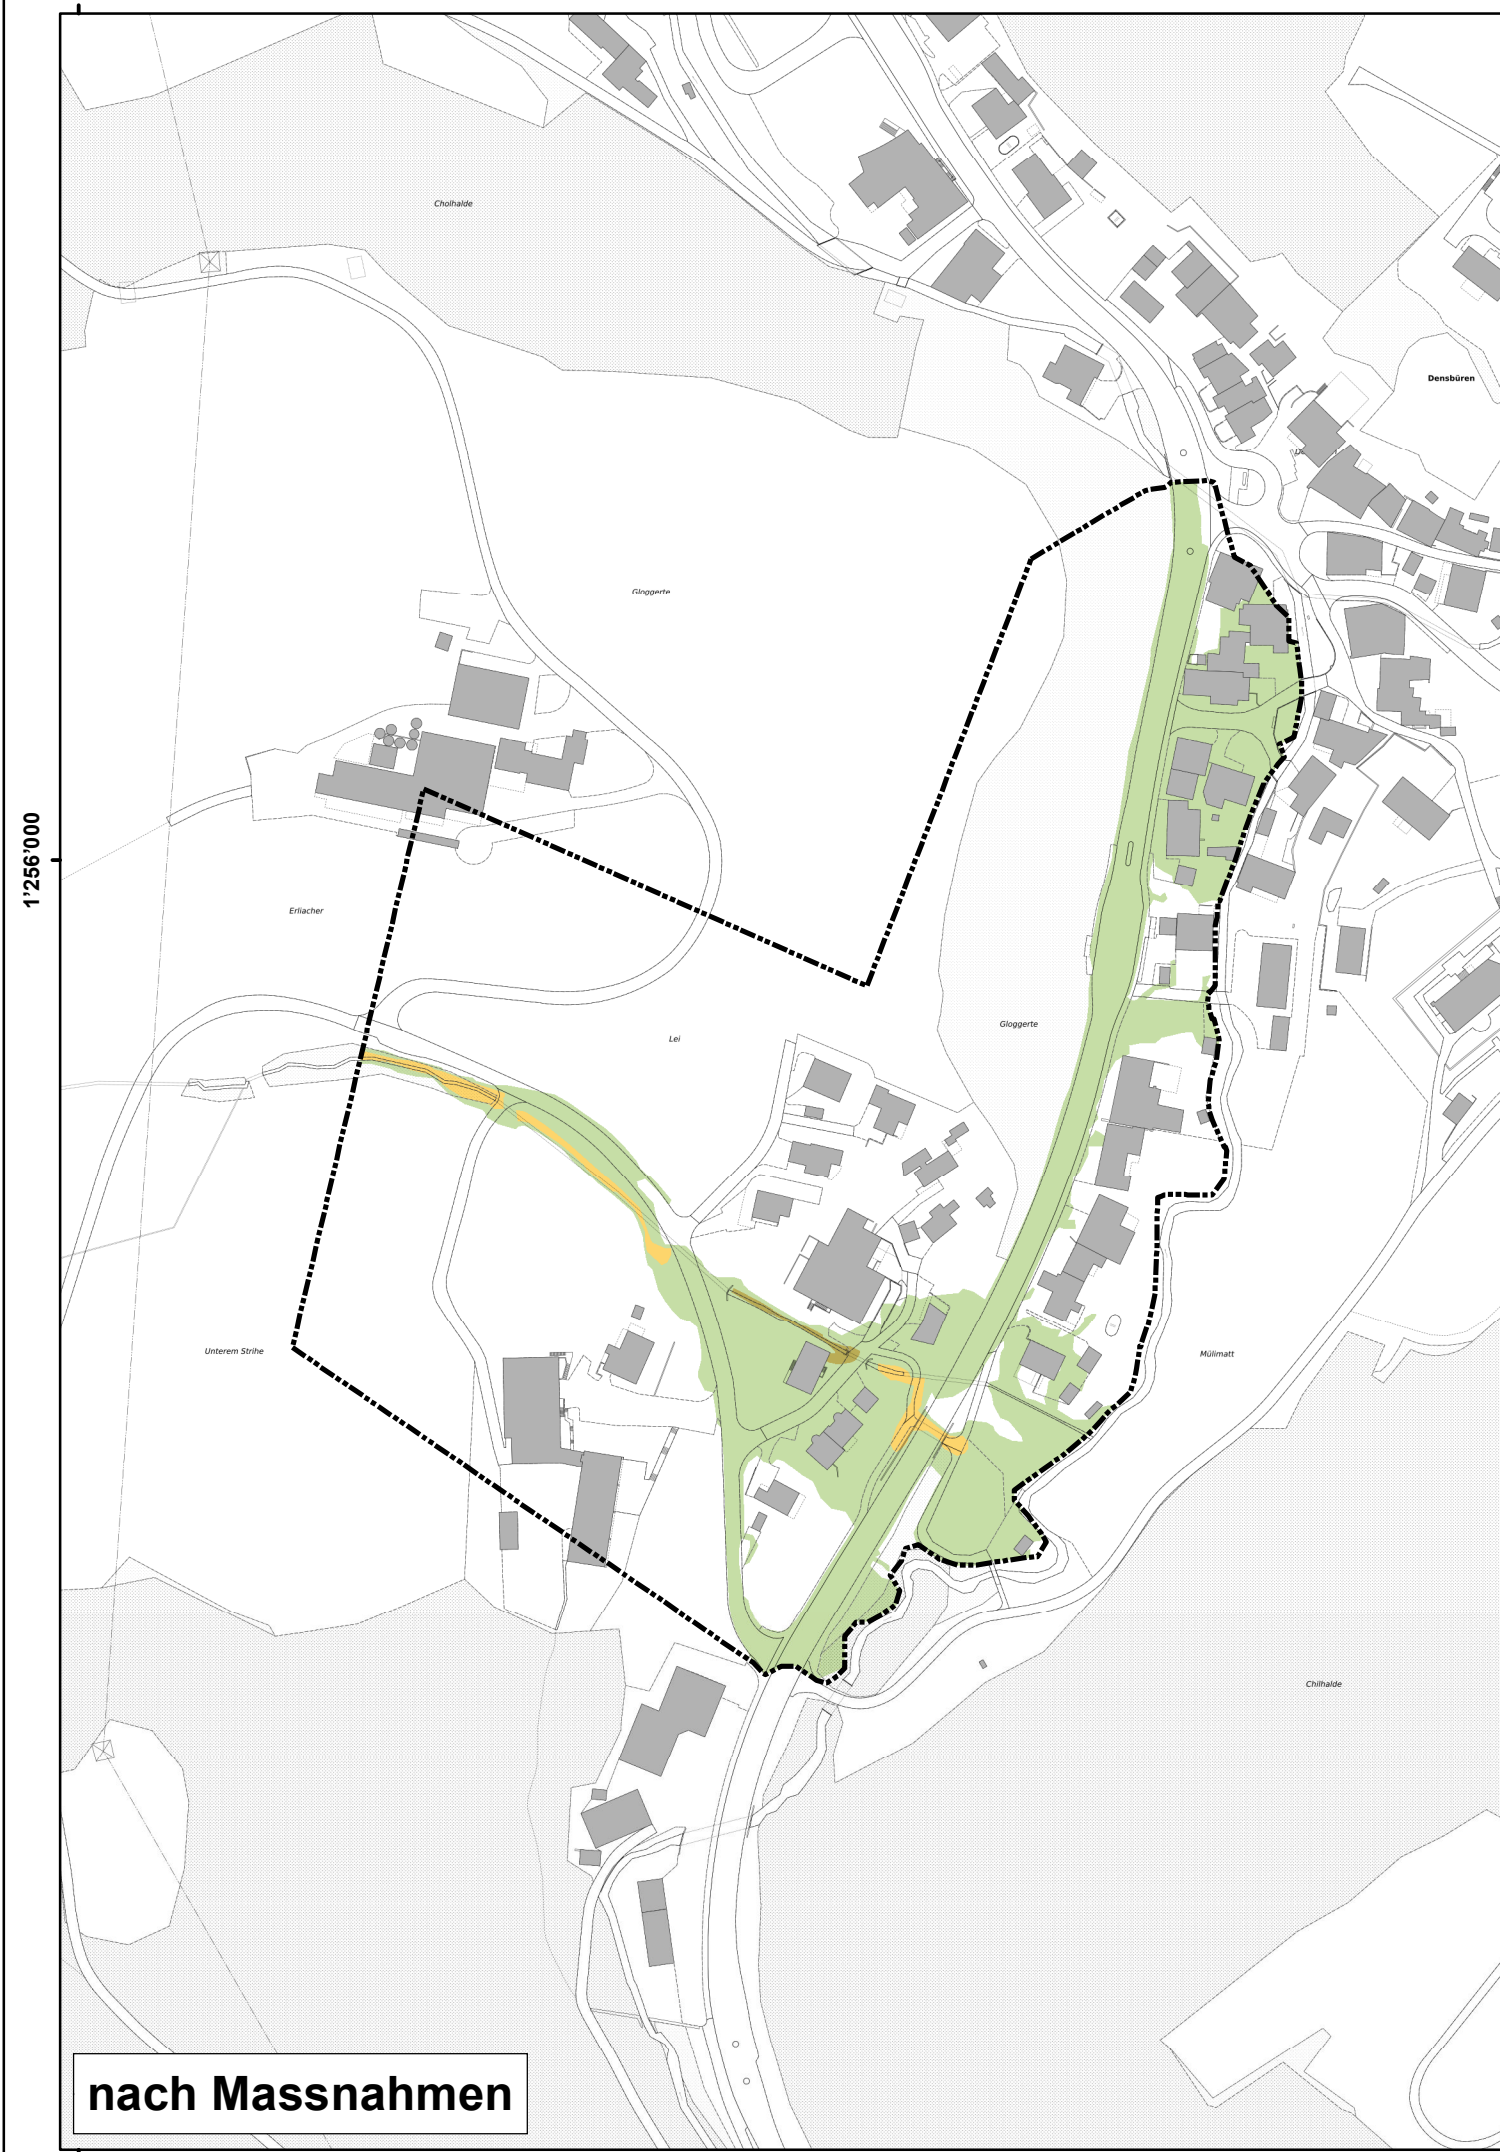 Cholhalde
Densbüren
Gloggerte
1'256'000
Erliacher
Gloggerte
Lei
Unterem Strihe
Mülimatt
Chilhalde
nach Massnahmen